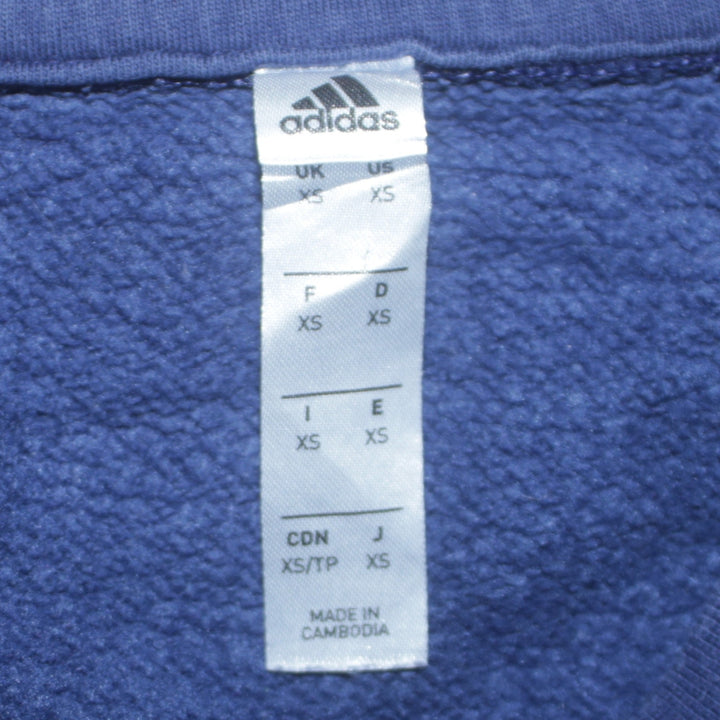 adidas
UK US
XS XS
F D
XS XS
I E
XS XS
CDN J
XS/TP XS
MADE IN
CAMBODIA